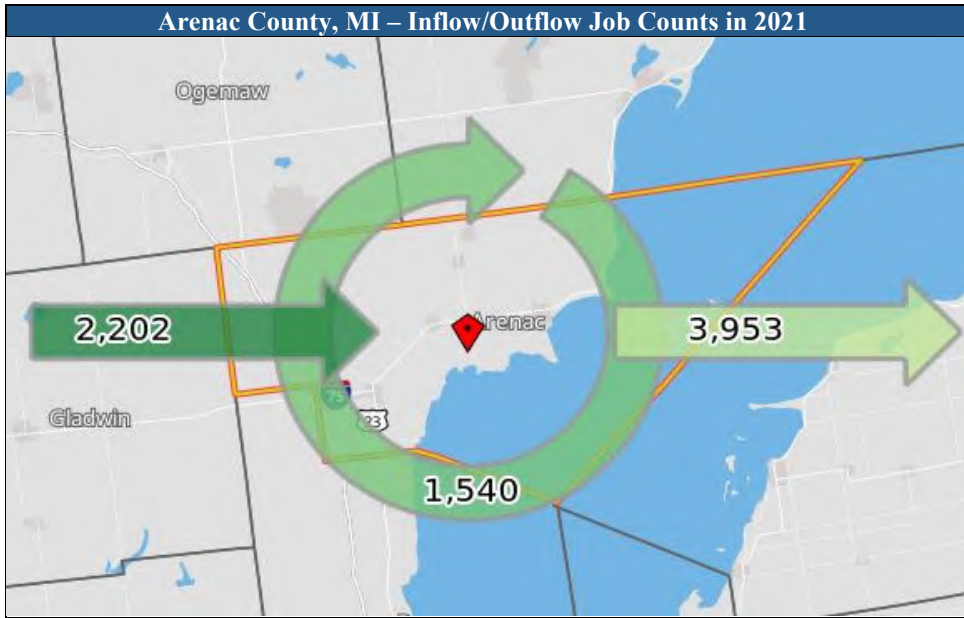 Arenac County, MI – Inflow/Outflow Job Counts in 2021
Ogemaw
2,202
Arenac
3,953
75
Gladwin
23
1,540